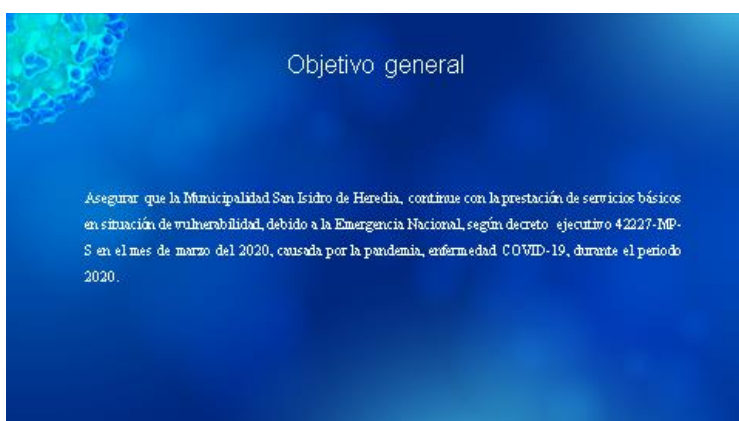 Objetivo general
Asegurar que la Municipalidad San Isidro de Heredia, continue con la prestación de servicios básicos
en situación de vulnerabilidad, debido a la Emergencia Nacional, según decreto ejecutivo 42227-MP-
S en el mes de marzo del 2020, causada por la pandemia, enfermedad COVID-19, durante el periodo
2020.